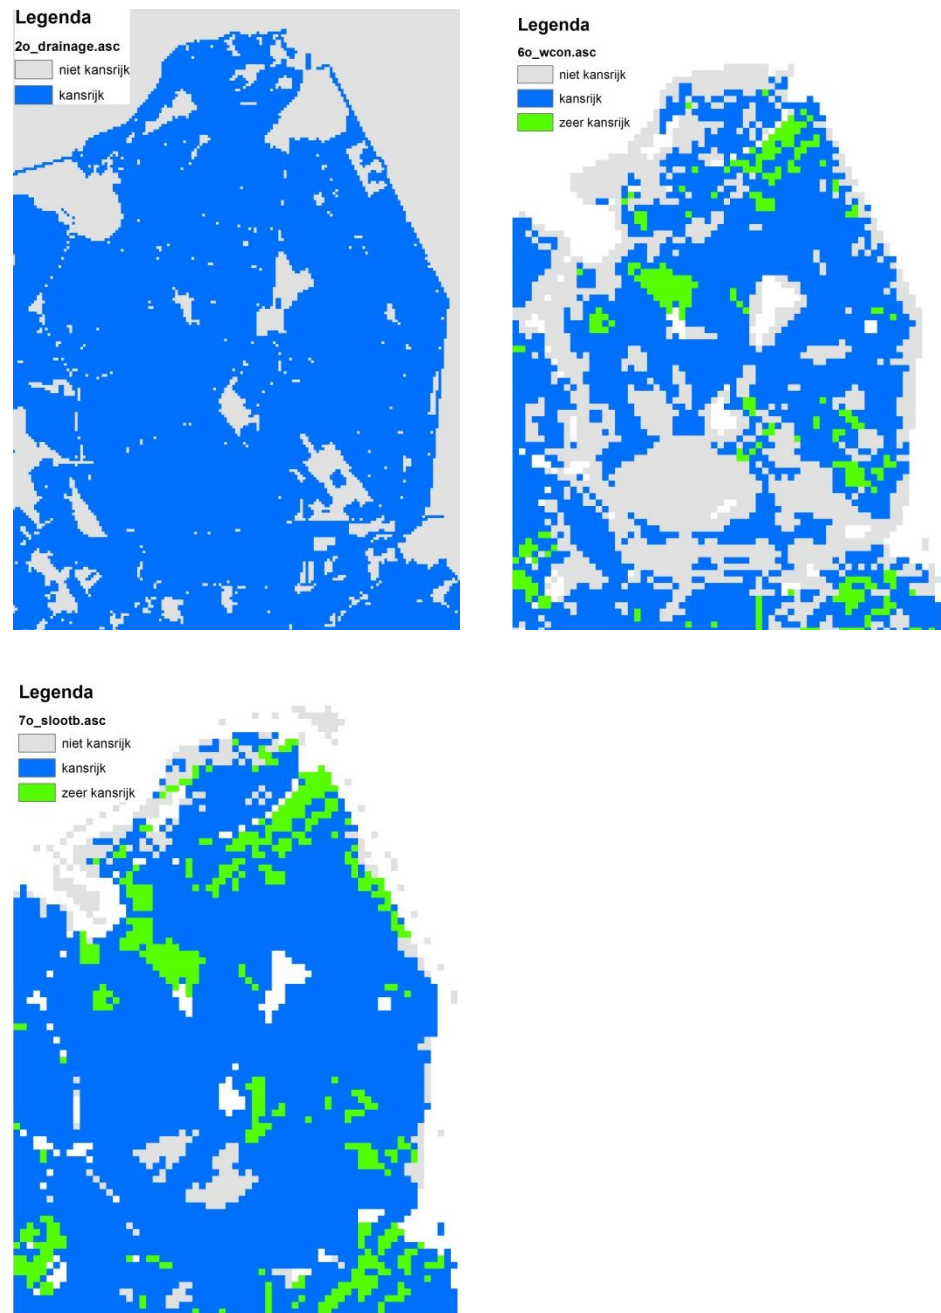 Legenda
2o_drainage.asc
niet kansrijk
kansrijk
Legenda
6o_wcon.asc
niet kansrijk
kansrijk
zeer kansrijk
Legenda
7o_slootb.asc
niet kansrijk
kansrijk
zeer kansrijk